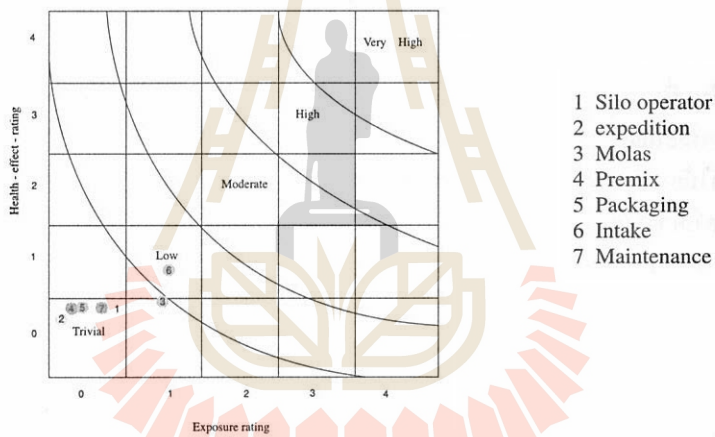 4
Very High
3
High
2
Moderate
1
Low
6
3
4 5 7 1
2
0
Trivial
Health - effect - rating
0 1 2 3 4
Exposure rating
1 Silo operator
2 expedition
3 Molas
4 Premix
5 Packaging
6 Intake
7 Maintenance